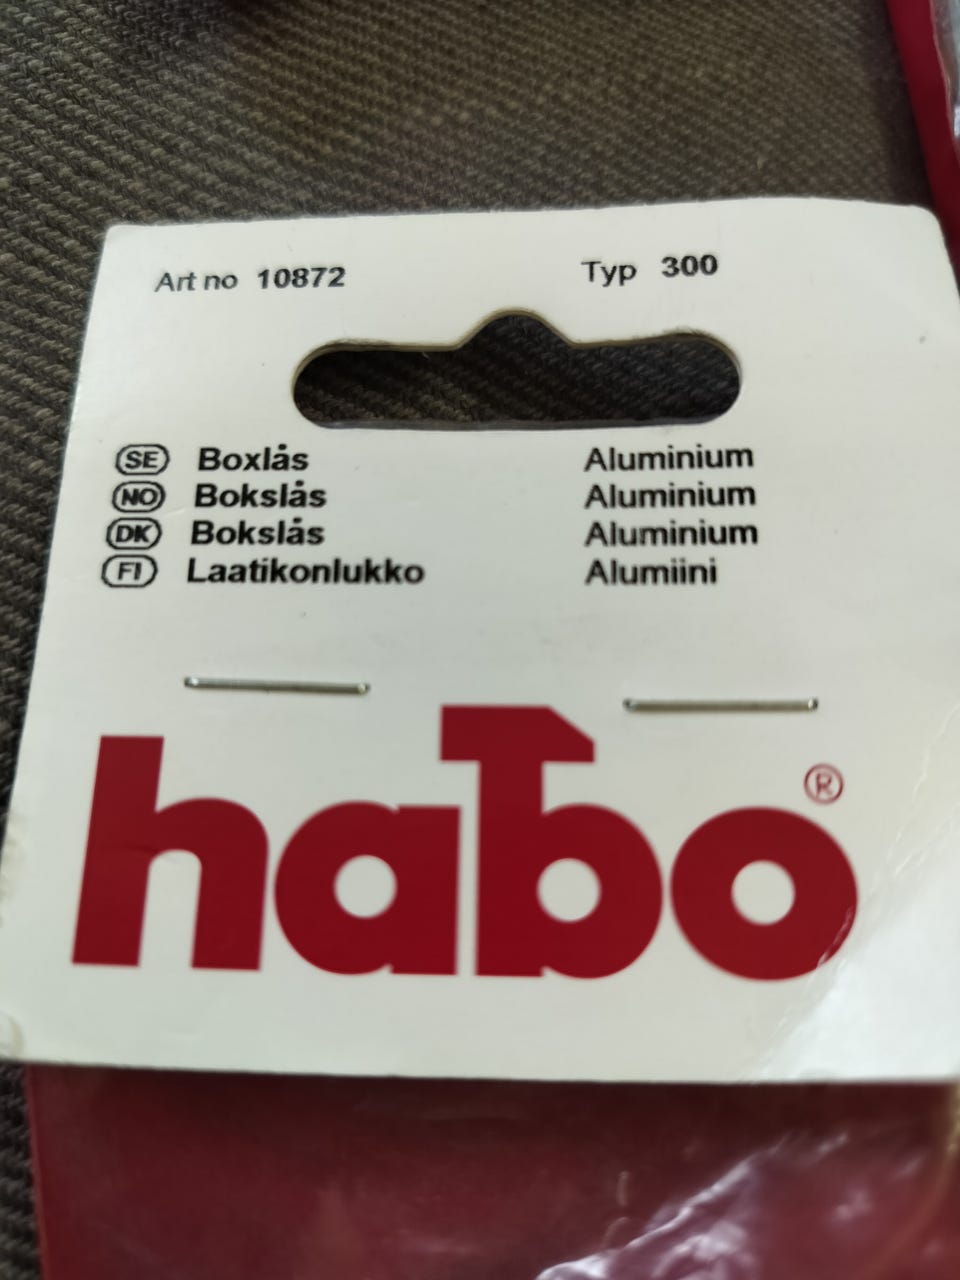 Art no 10872 Typ 300
SE Boxlås Aluminium
NO Bokslås Aluminium
DK Bokslås Aluminium
FI Laatikonlukko Alumiini
habo®